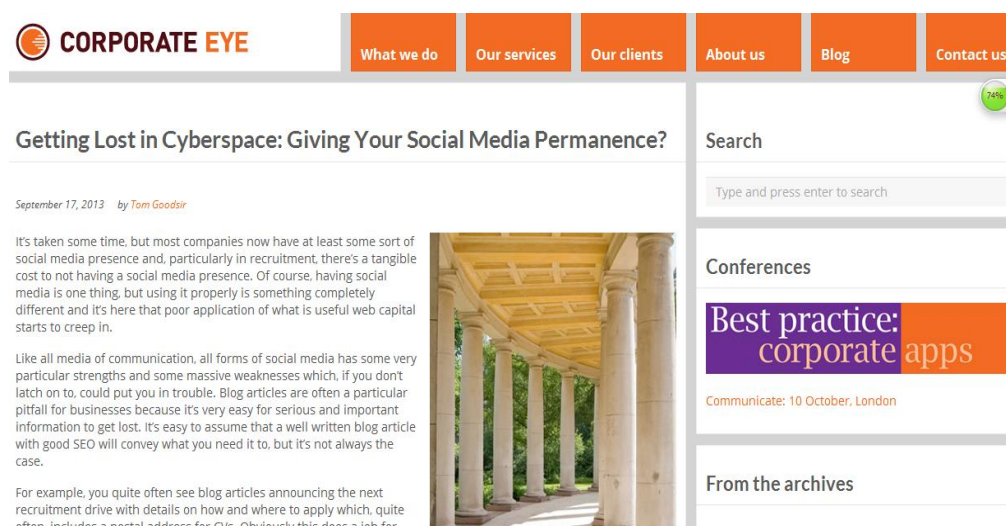 CORPORATE EYE
What we do
Our services
Our clients
About us
Blog
Contact us
74%
Getting Lost in Cyberspace: Giving Your Social Media Permanence?
September 17, 2013 by Tom Goodsir
It's taken some time, but most companies now have at least some sort of
social media presence and, particularly in recruitment, there's a tangible
cost to not having a social media presence. Of course, having social
media is one thing, but using it properly is something completely
different and it's here that poor application of what is useful web capital
starts to creep in.
Like all media of communication, all forms of social media has some very
particular strengths and some massive weaknesses which, if you don't
latch on to, could put you in trouble. Blog articles are often a particular
pitfall for businesses because it's very easy for serious and important
information to get lost. It's easy to assume that a well written blog article
with good SEO will convey what you need it to, but it's not always the
case.
For example, you quite often see blog articles announcing the next
recruitment drive with details on how and where to apply which, quite
often, includes a postal address for CVs. Obviously this does a job for
Search
Type and press enter to search
Conferences
Best practice:
corporate apps
Communicate: 10 October, London
From the archives